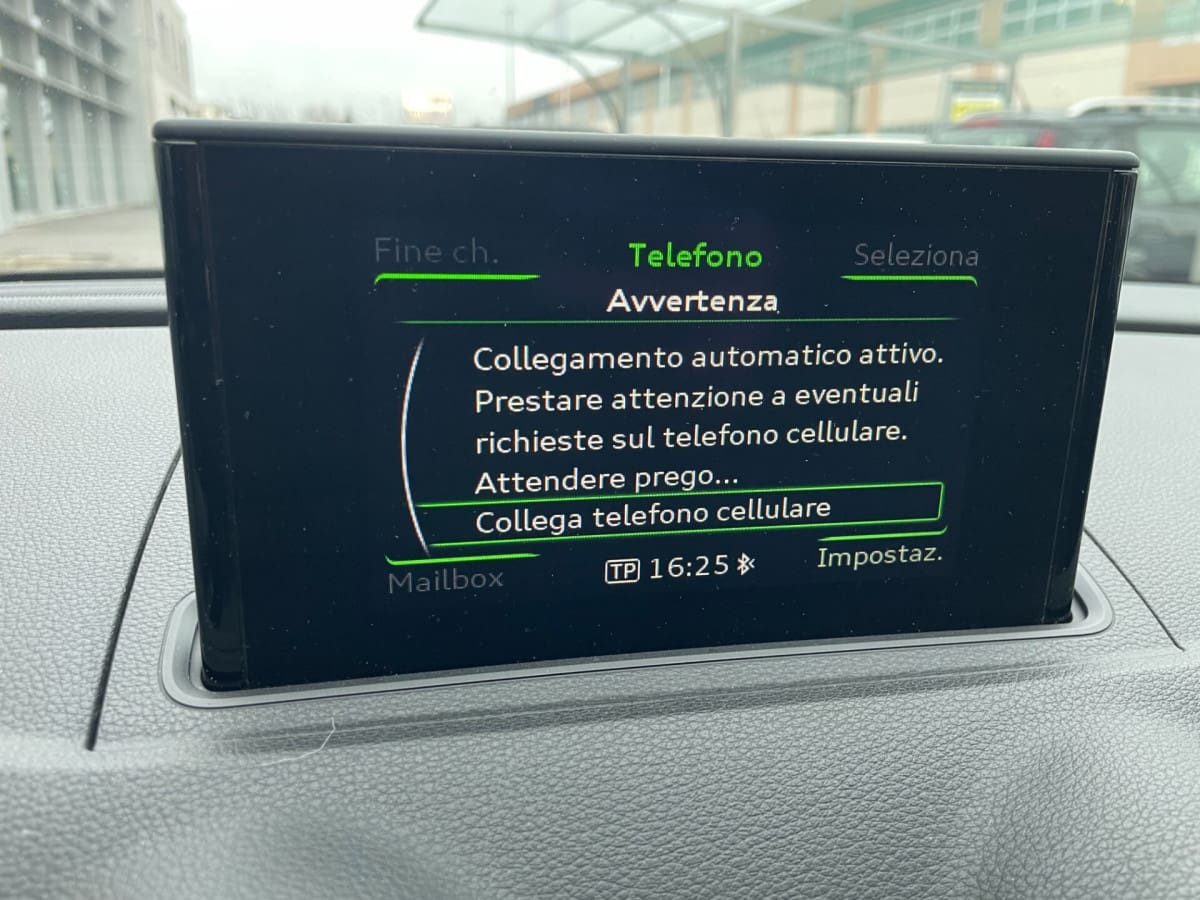 Fine ch.
Telefono
Seleziona
Avvertenza
Collegamento automatico attivo.
Prestare attenzione a eventuali
richieste sul telefono cellulare.
Attendere prego...
Collega telefono cellulare
Mailbox
TP 16:25
Impostaz.